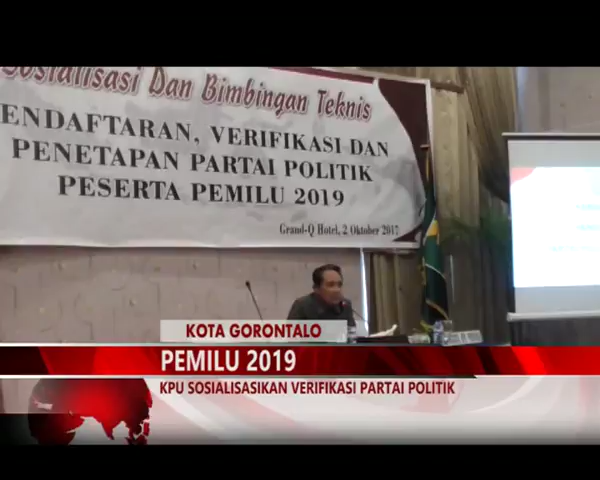 Sosialisasi Dan Bimbingan Teknis
ENDAFTARAN, VERIFIKASI DAN
PENETAPAN PARTAI POLITIK
PESERTA PEMILU 2019
Grand-Q Hotel, 2 Oktober 2017
KOTA GORONTALO
PEMILU 2019
KPU SOSIALISASIKAN VERIFIKASI PARTAI POLITIK